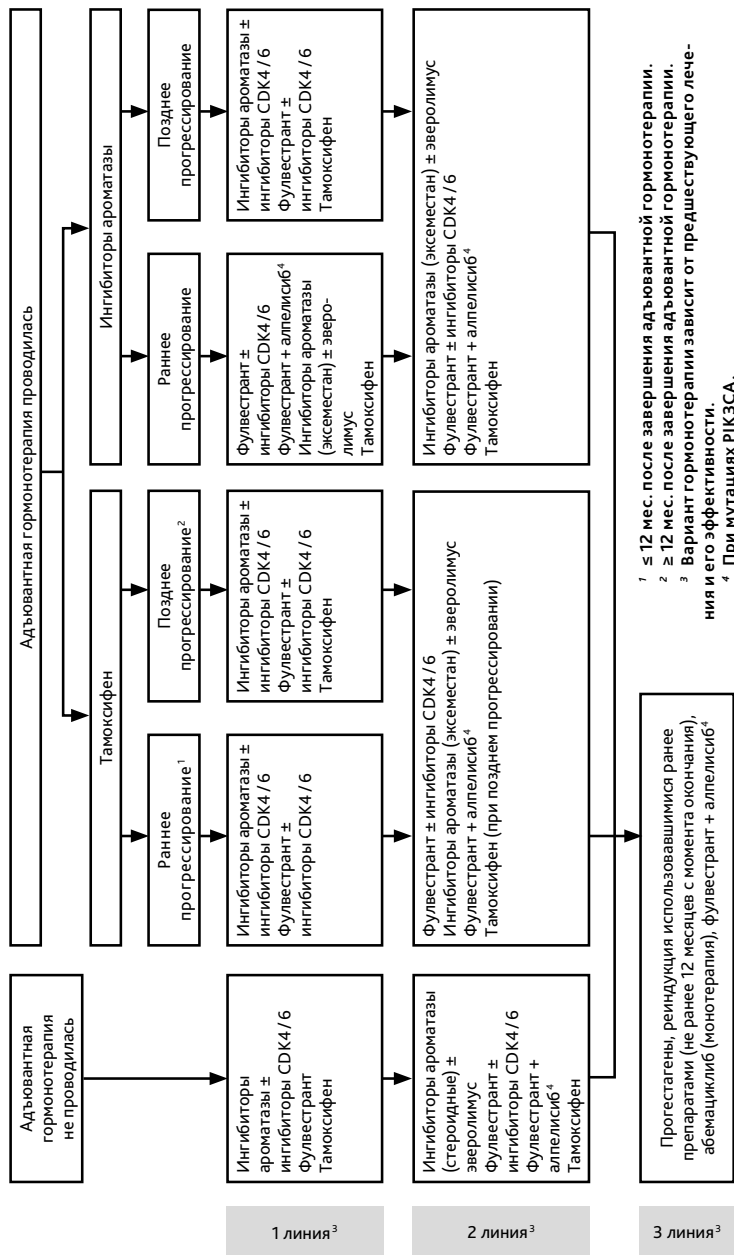 Адъювантная
гормонотерапия
не проводилась
Адъювантная гормонотерапия проводилась
Тамоксифен
Ингибиторы ароматазы
Раннее
прогрессирование¹
Позднее
прогрессирование²
Раннее
прогрессирование
Позднее
прогрессирование
1 линия³
Ингибиторы
ароматазы ±
ингибиторы CDK4 / 6
Фулвестрант
Тамоксифен
Ингибиторы ароматазы ±
ингибиторы CDK4 / 6
Фулвестрант ±
ингибиторы CDK4 / 6
Ингибиторы ароматазы ±
ингибиторы CDK4 / 6
Фулвестрант ±
ингибиторы CDK4 / 6
Тамоксифен
Фулвестрант ±
ингибиторы CDK4 / 6
Фулвестрант + алпелисиб⁴
Ингибиторы ароматазы
(эксеместан) ± эверо-
лимус
Тамоксифен
Ингибиторы ароматазы ±
ингибиторы CDK4 / 6
Фулвестрант ±
ингибиторы CDK4 / 6
Тамоксифен
2 линия³
Ингибиторы ароматазы
(стероидные) ±
эверолимус
Фулвестрант ±
ингибиторы CDK4 / 6
Фулвестрант +
алпелисиб⁴
Тамоксифен
Фулвестрант ± ингибиторы CDK4 / 6
Ингибиторы ароматазы (эксеместан) ± эверолимус
Фулвестрант + алпелисиб⁴
Тамоксифен (при позднем прогрессировании)
Ингибиторы ароматазы (эксеместан) ± эверолимус
Фулвестрант ± ингибиторы CDK4 / 6
Фулвестрант + алпелисиб⁴
Тамоксифен
3 линия³
Прогестагены, реиндукция использовавшимися ранее
препаратами (не ранее 12 месяцев с момента окончания),
абемациклиб (монотерапия), фулвестрант + алпелисиб⁴
¹ ≤ 12 мес. после завершения адъювантной гормонотерапии.
² ≥ 12 мес. после завершения адъювантной гормонотерапии.
³ Вариант гормонотерапии зависит от предшествующего лече-
ния и его эффективности.
⁴ При мутациях PIK3CA.